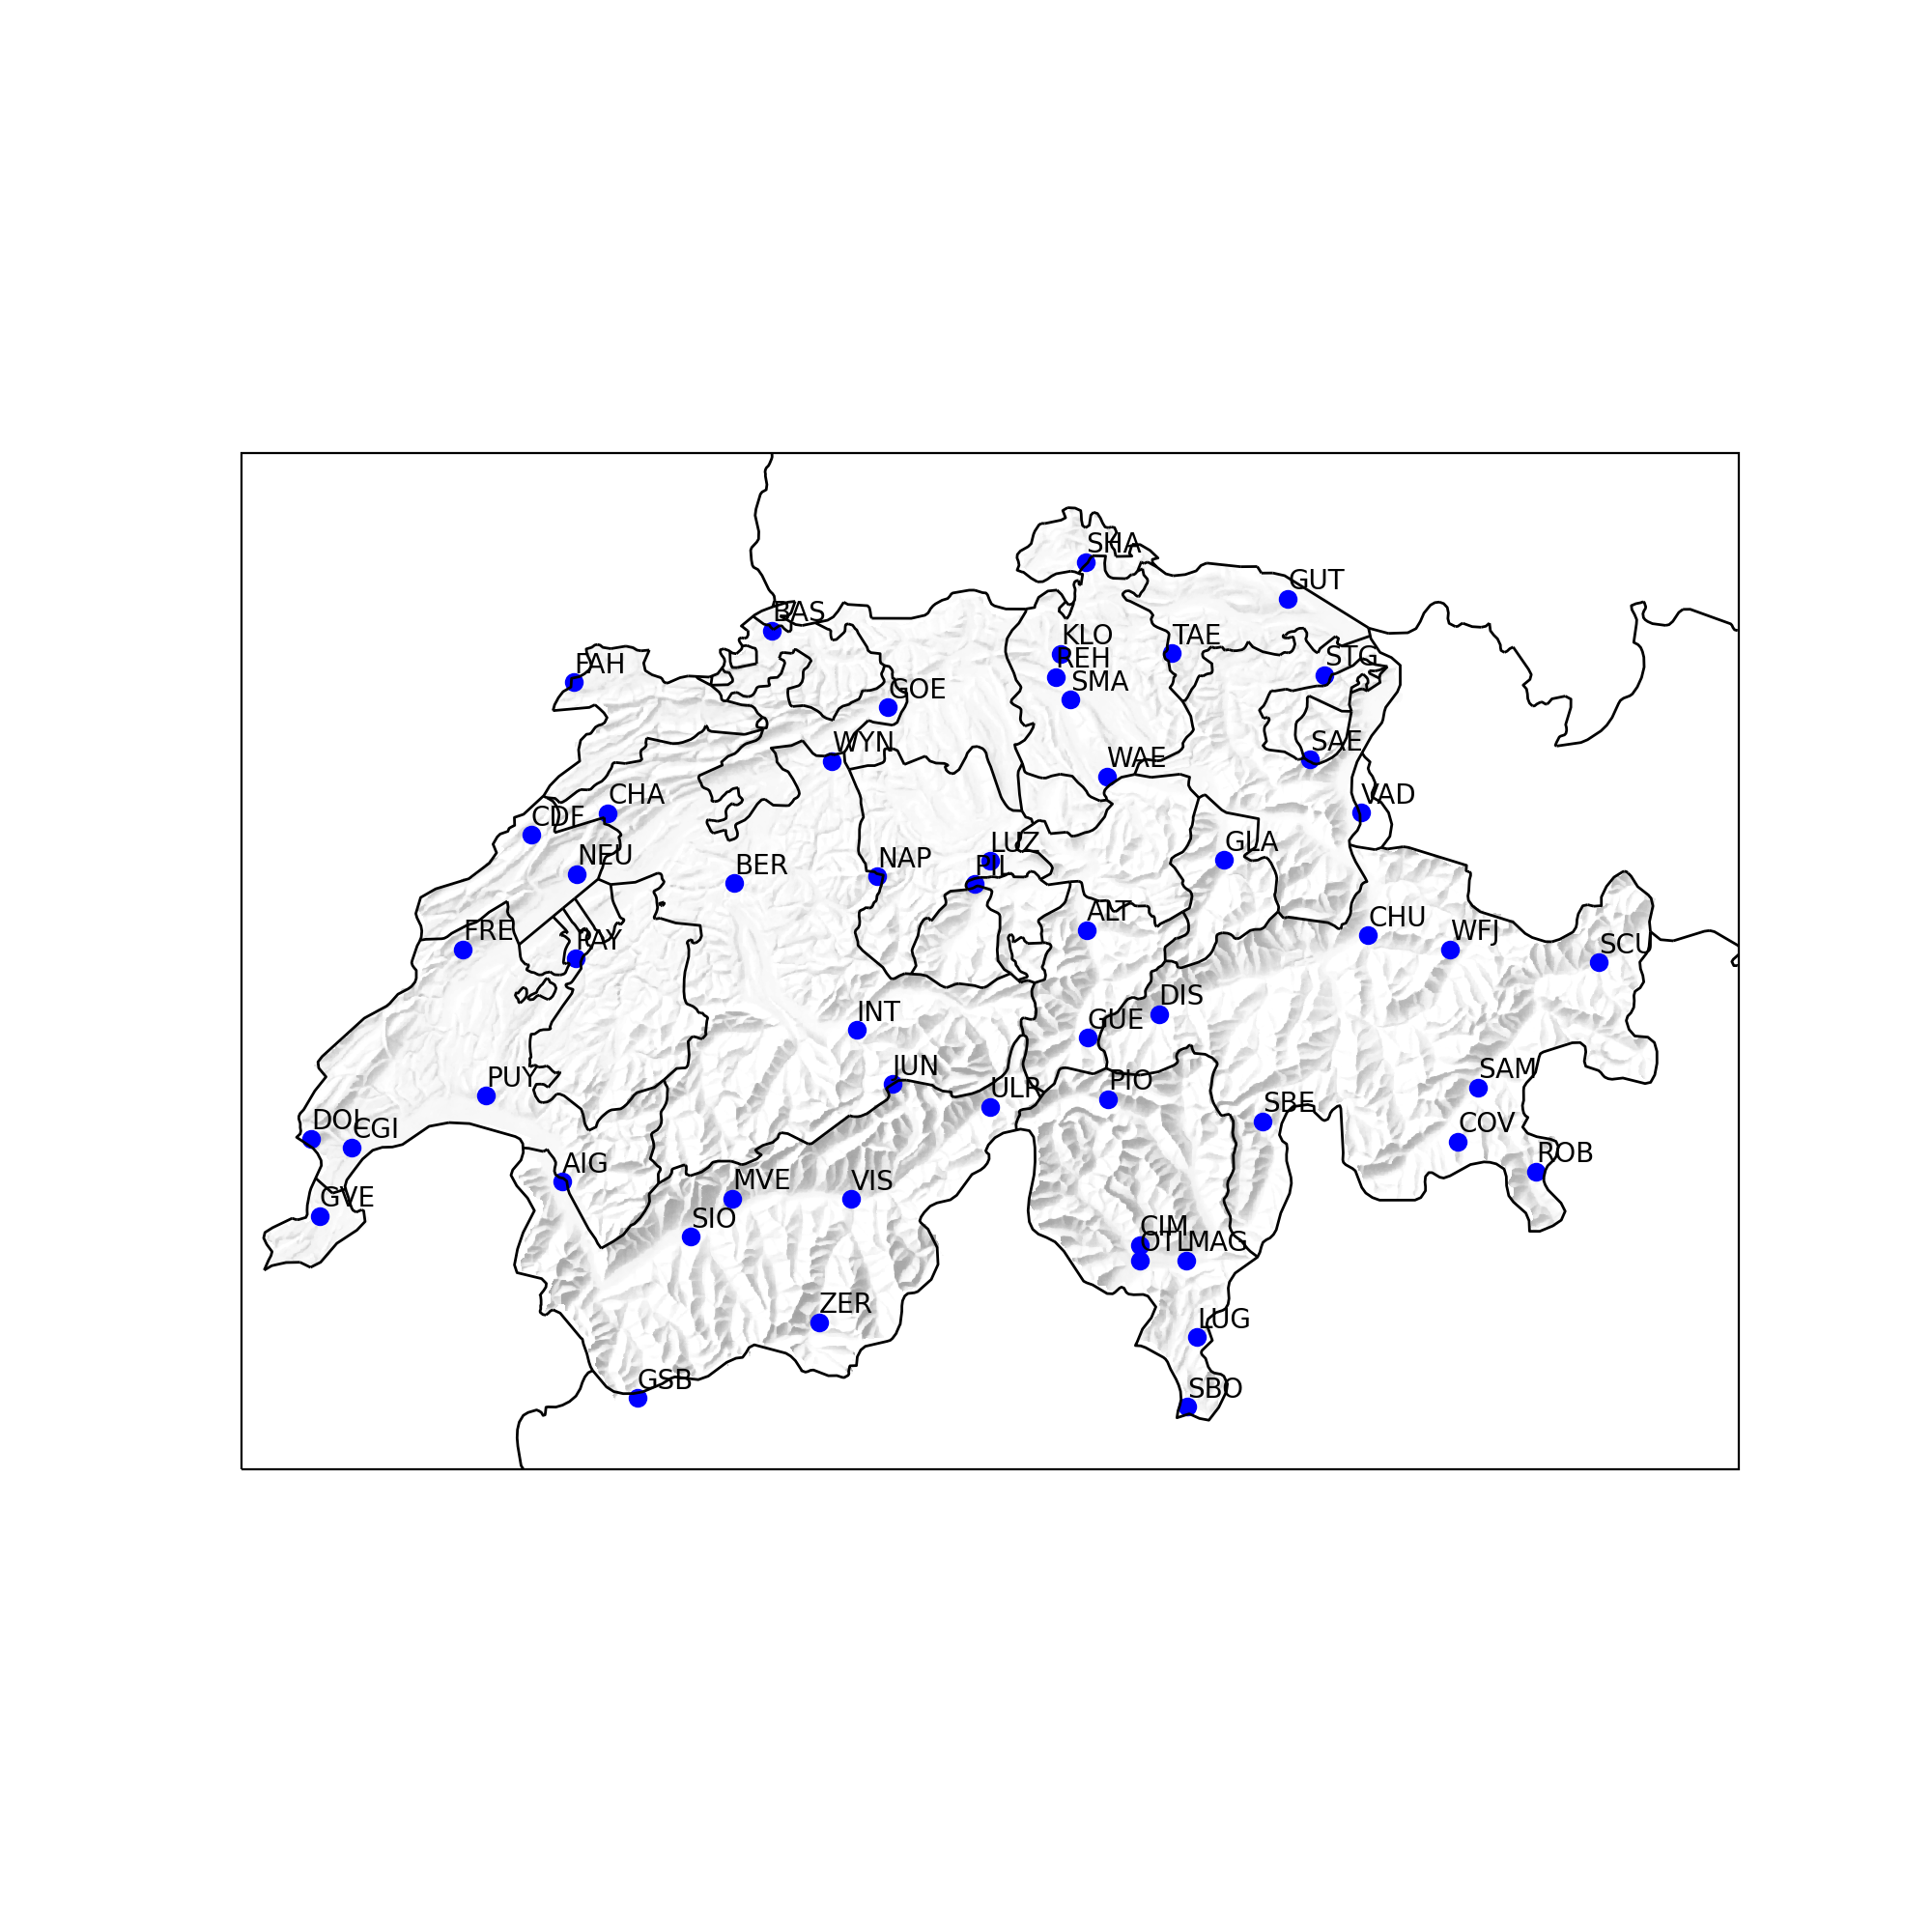 SHA
GUT
BAS
KLO
TAE
FAH
REH
STG
SMA
GOE
WYN
SAE
WAE
CHA
VAD
CDF
LUZ
GLA
NEU
BER
NAP
PIL
ALT
CHU
FRE
PAY
WFJ
SCU
DIS
INT
GUE
JUN
SAM
PUY
ULR
PIO
SBE
DOL
CGI
COV
ROB
AIG
MVE
VIS
GVE
SIO
CIM
OTL
MAG
ZER
LUG
GSB
SBO